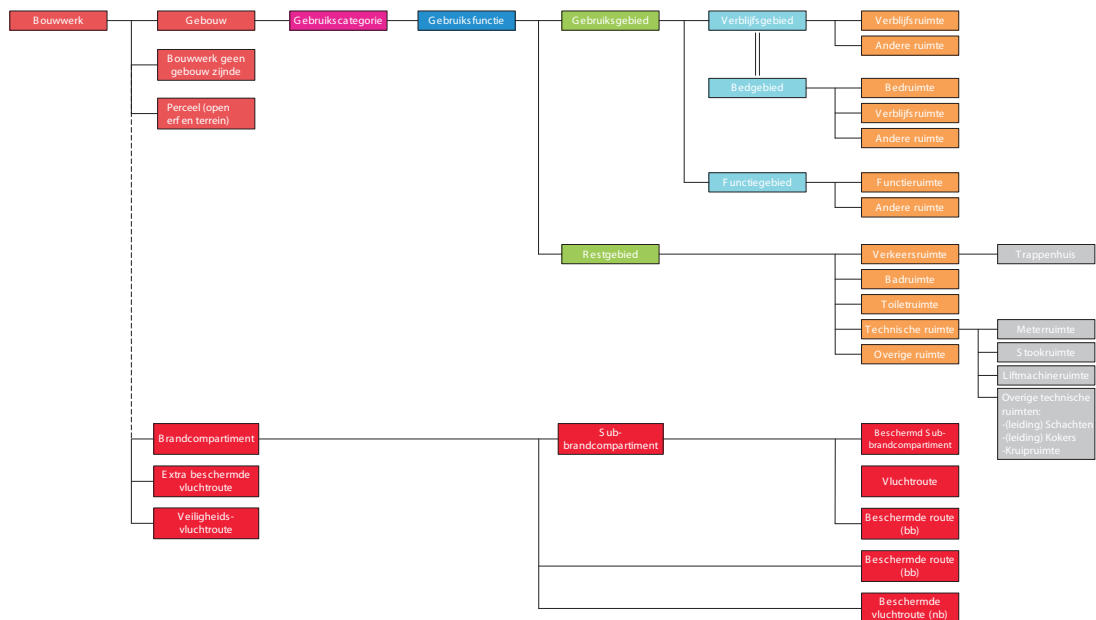 Bouwwerk
Gebouw
Gebruikscategorie
Gebruiksfunctie
Gebruiksgebied
Verblijfsgebied
Verblijfsruimte
Andere ruimte
Bouwwerk geen
gebouw zijnde
Perceel (open
erf en terrein)
Bedgebied
Bedruimte
Verblijfsruimte
Andere ruimte
Functiegebied
Functieruimte
Andere ruimte
Restgebied
Verkeersruimte
Trappenhuis
Badruimte
Toiletruimte
Technische ruimte
Meterruimte
Overige ruimte
Stookruimte
Liftmachineruimte
Overige technische
ruimten:
-(leiding) Schachten
-(leiding) Kokers
-Kruipruimte
Brandcompartiment
Sub-
brandcompartiment
Beschermd Sub-
brandcompartiment
Extra beschermde
vluchtroute
Vluchtroute
Veiligheids-
vluchtroute
Beschermde route
(bb)
Beschermde route
(bb)
Beschermde
vluchtroute (nb)